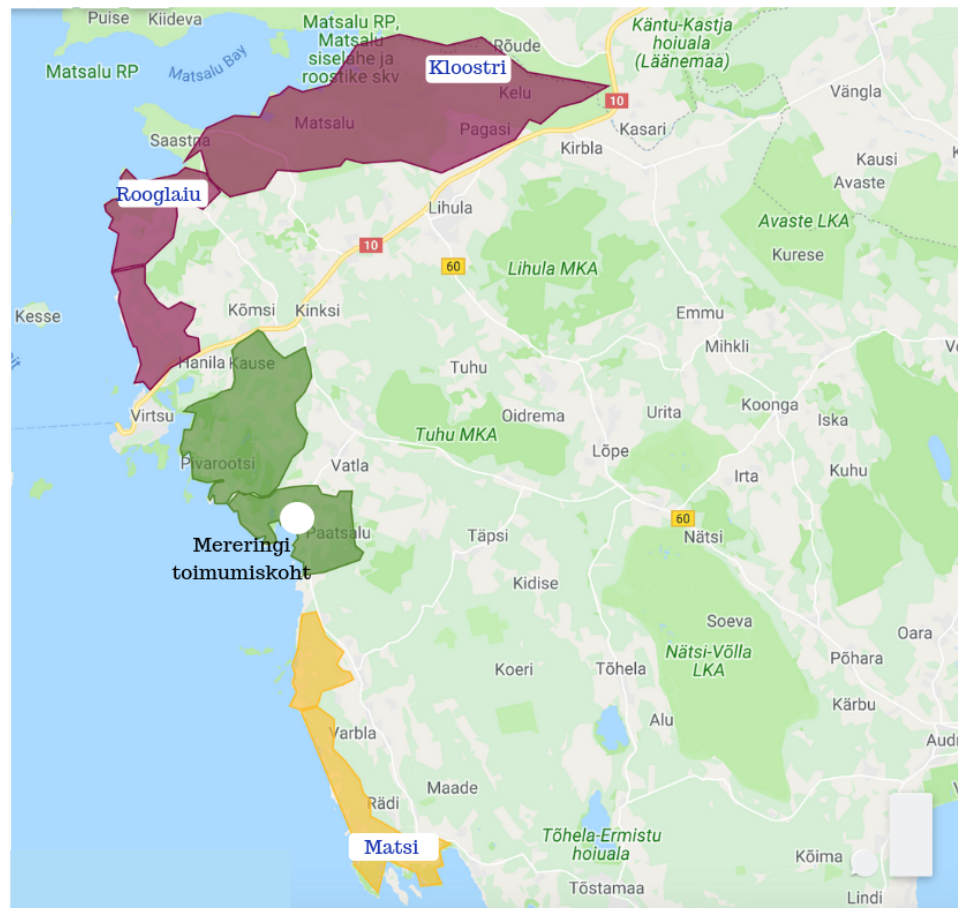 Puise
Kiideva
Matsalu RP,
Matsalu
siselahe ja
roostike skv
Rõude
Käntu-Kastja
hoiuala
(Läänemaa)
Matsalu RP
Matsalu Bay
Kloostri
Kelu
10
Vängla
Saastna
Matsalu
Pagasi
Kasari
Kirbla
Kausi
Avaste
Rooglaiu
Lihula
Avaste LKA
10
Kurese
60
Lihula MKA
Kesse
Kõmsi
Kinksi
Emmu
Mihkli
Hanila
Kause
Tuhu
Virtsu
Oidrema
Urita
Koonga
Iska
Tuhu MKA
Lõpe
Pivarootsi
Vatla
Irta
Kuhu
60
Paatsalu
Täpsi
Nätsi
Mereringi
toimumiskoht
Kidise
Soeva
Oara
Koeri
Tõhela
Nätsi-Võlla
LKA
Põhara
Kärbu
Varbla
Alu
Audr
Rädi
Maade
Matsi
Tõhela-Ermistu
hoiuala
Kõima
Tõstamaa
Lindi